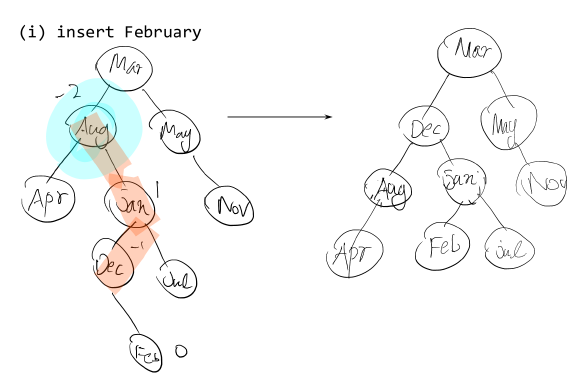 (i) insert February
Mar
Mar
-2
Aug
May
Dec
May
Apr
Jan
1
Nov
Aug
Jan
Nov
Dec
-1
Jul
Apr
Feb
Jul
Feb
0